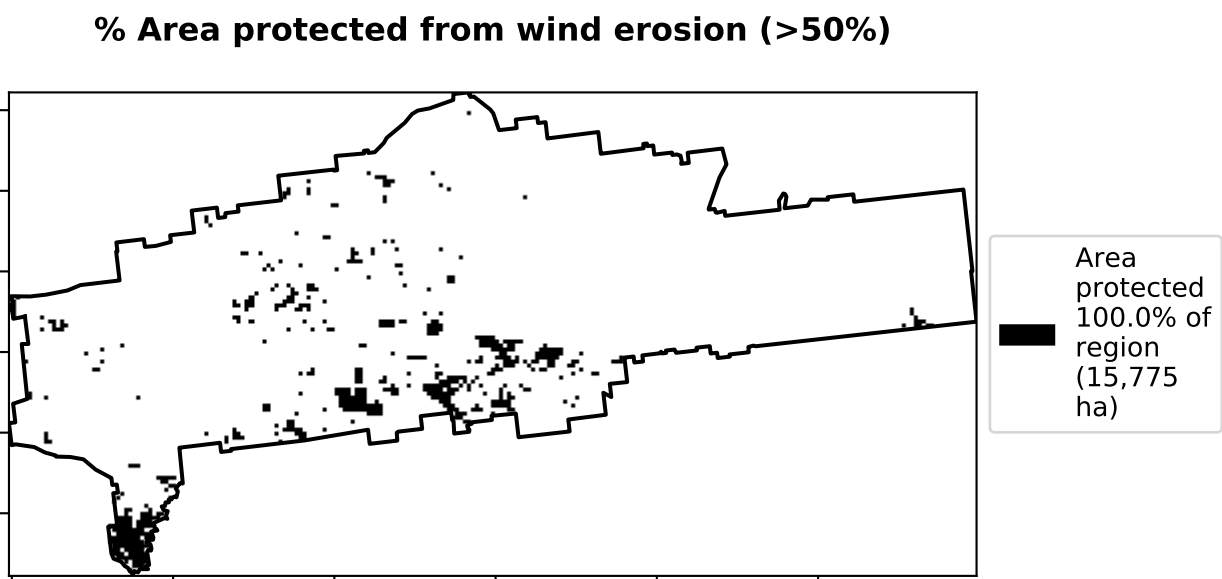 % Area protected from wind erosion (>50%)
Area
protected
100.0% of
region
(15,775
ha)